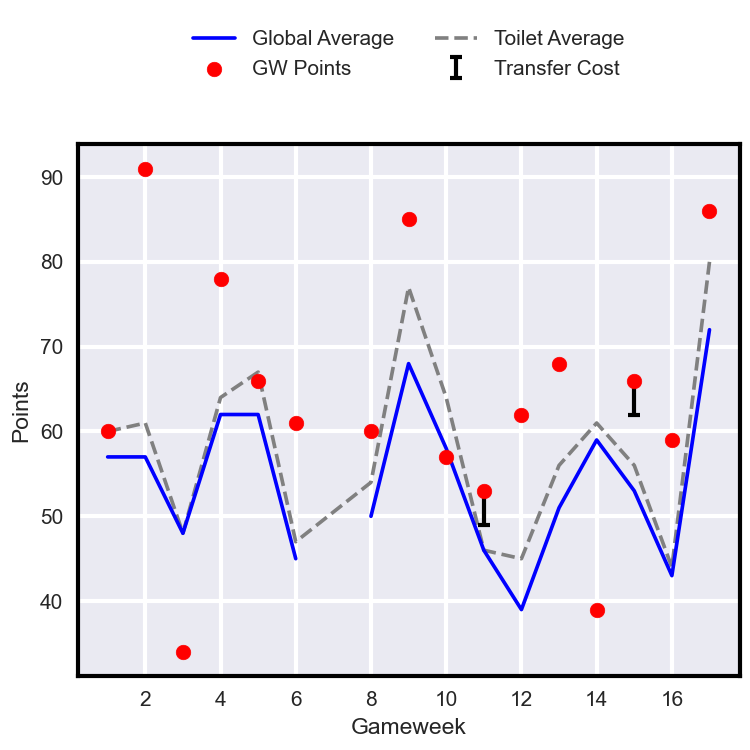 Global Average
Toilet Average
GW Points
Transfer Cost
90
80
70
60
50
40
Points
2 4 6 8 10 12 14 16
Gameweek